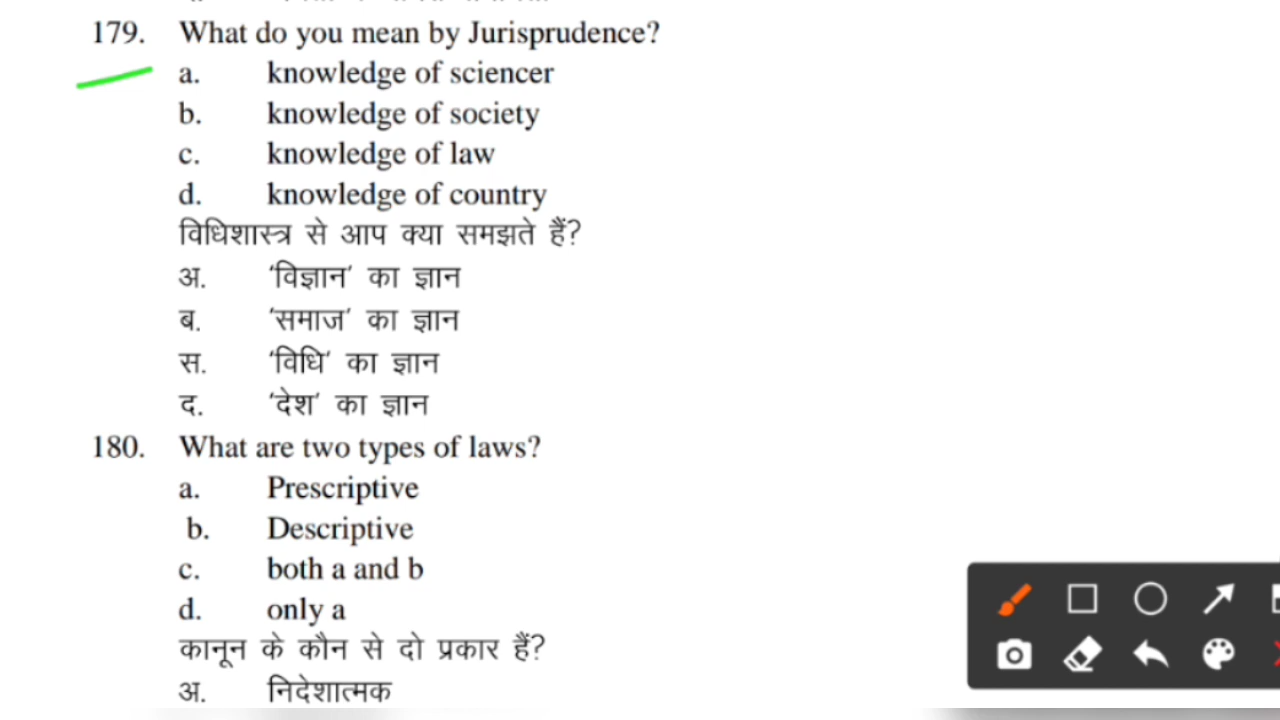 179. What do you mean by Jurisprudence?
a. knowledge of sciencer
b. knowledge of society
c. knowledge of law
d. knowledge of country
विधिशास्त्र से आप क्या समझते हैं?
अ. 'विज्ञान' का ज्ञान
ब. 'समाज' का ज्ञान
स. 'विधि' का ज्ञान
द. 'देश' का ज्ञान
180. What are two types of laws?
a. Prescriptive
b. Descriptive
c. both a and b
d. only a
कानून के कौन से दो प्रकार हैं?
अ. निदेशात्मक